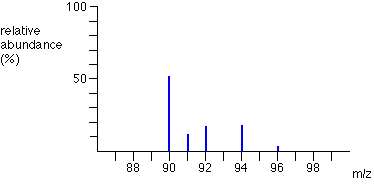 100
relative
abundance
(%)
50
88 90 92 94 96 98
m/z